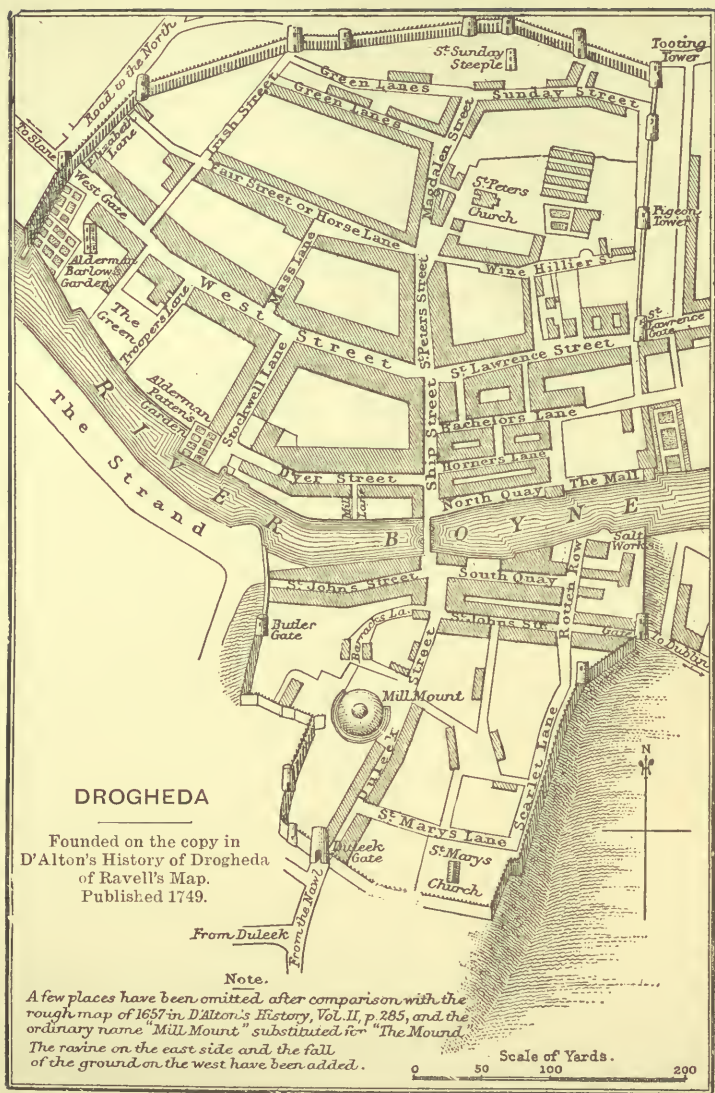 Road to the North
To Slane
St. Sunday
Steeple
Tooting
Tower
Green Lanes
Green Lanes
Sunday Street
Irish Street
Magdalen Street
Lane
West Gate
Fair Street or Horse Lane
St. Peters
Church
Pigeon
Tower
Alderman
Barlow's
Garden
Mass Lane
Wine Hillier St.
The
Green
Troopers Lane
West Street
St. Peters Street
St.
Lawrence
Gate
St. Lawrence Street
Alderman
Pattens
Garden
Stockwell Lane
Ship Street
Bachelors Lane
Horners Lane
The Strand
Dyer Street
Mill
Lane
North Quay
The Mall
RIVER BOYNE
Salt
Works
St. Johns Street
South Quay
Rotten Row
Butler
Gate
Barracks La.
St. Johns Str.
Gate
To Dublin
Mill Mount
Duleek Street
Scarlet Lane
N
St. Marys Lane
Duleek
Gate
St. Marys
Church
DROGHEDA
Founded on the copy in
D'Alton's History of Drogheda
of Ravell's Map.
Published 1749.
From Duleek
From the Nawl
Note.
A few places have been omitted after comparison with the
rough map of 1657 in D'Alton's History, Vol. II, p. 285, and the
ordinary name "Mill Mount" substituted for "The Mound"
The ravine on the east side and the fall
of the ground on the west have been added.
Scale of Yards.
0 50 100 200